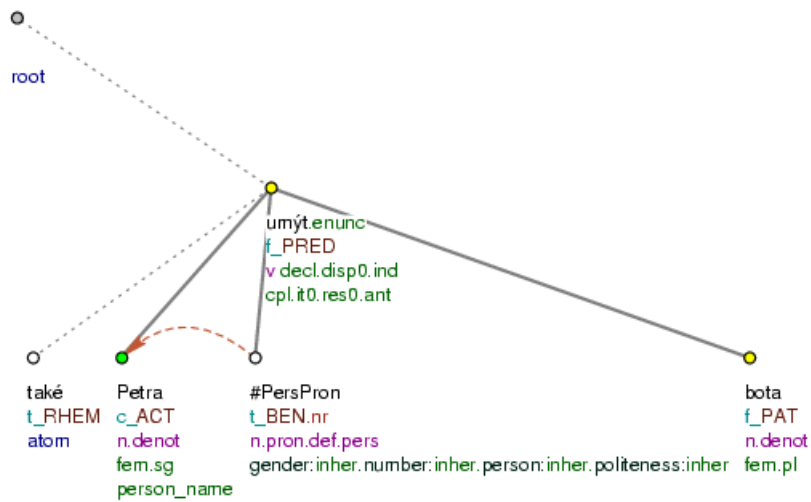 root
umýt.enunc
f_PRED
v decl.disp0.ind
cpl.it0.res0.ant
také
t_RHEM
atom
Petra
c_ACT
n.denot
fem.sg
person_name
#PersPron
t_BEN.nr
n.pron.def.pers
gender:inher.number:inher.person:inher.politeness:inher
bota
f_PAT
n.denot
fem.pl